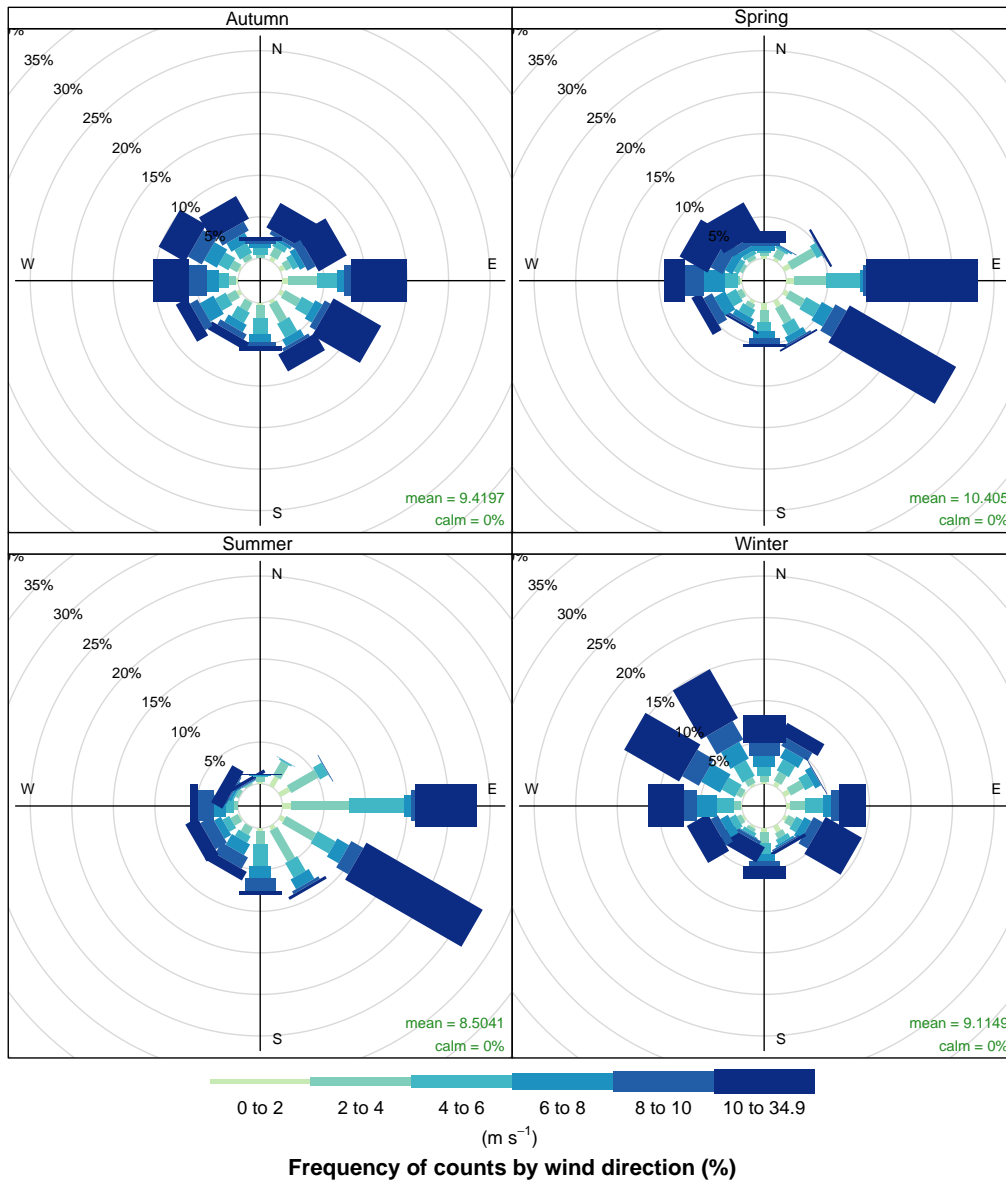 Autumn
Spring
35%
30%
25%
20%
15%
10%
5%
N
W
E
S
mean = 9.4197
calm = 0%
35%
30%
25%
20%
15%
10%
5%
N
W
E
S
mean = 10.405
calm = 0%
Summer
Winter
35%
30%
25%
20%
15%
10%
5%
N
W
E
S
mean = 8.5041
calm = 0%
35%
30%
25%
20%
15%
10%
5%
N
W
E
S
mean = 9.1149
calm = 0%
0 to 2
2 to 4
4 to 6
6 to 8
8 to 10
10 to 34.9
(m s⁻¹)
Frequency of counts by wind direction (%)